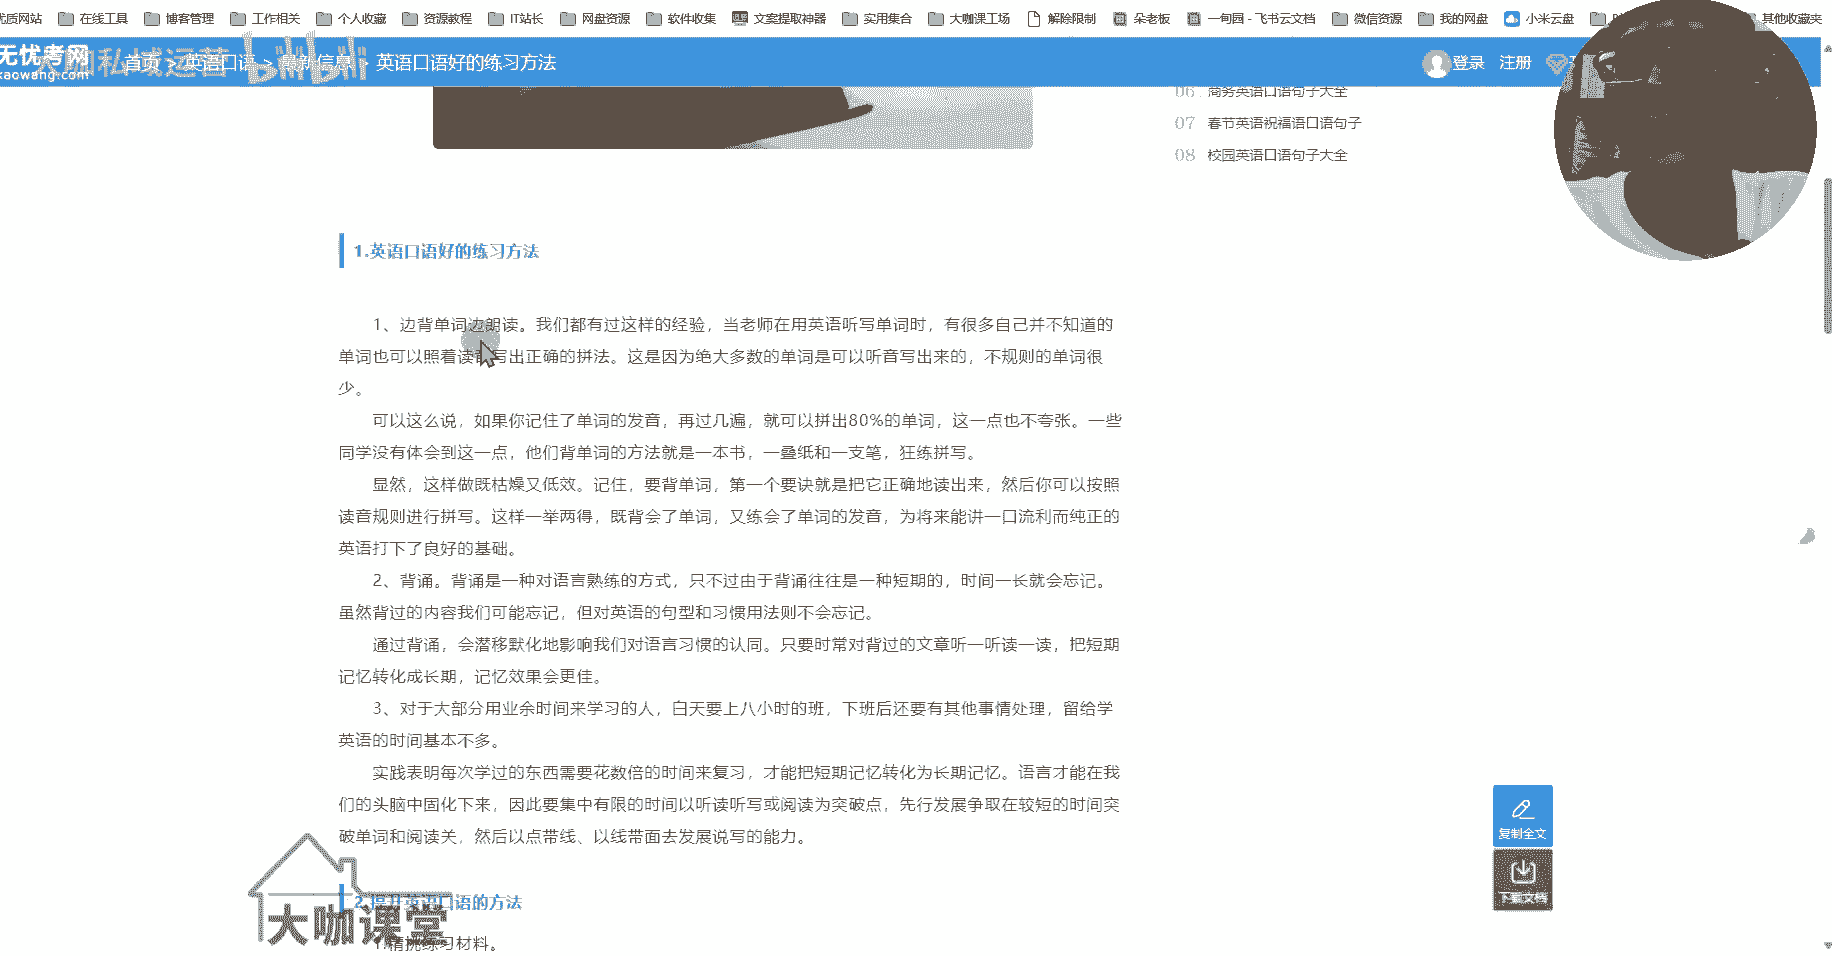 优质网站 在线工具 博客管理 工作相关 个人收藏 资源教程 IT站长 网盘资源 软件收集 文案提取神器 实用集合 大咖课工场 解除限制 朵老板 一旬园 - 飞书云文档 微信资源 我的网盘 小米云盘 其他收藏夹
无忧考网
kaowang.com
大咖私域运营
bilibili
首页 > 英语口语 > 最新信息 > 英语口语好的练习方法
登录 注册
06 商务英语口语句子大全
07 春节英语祝福语口语句子
08 校园英语口语句子大全
1.英语口语好的练习方法
1、边背单词边朗读。我们都有过这样的经验，当老师在用英语听写单词时，有很多自己并不知道的
单词也可以照着读音写出正确的拼法。这是因为绝大多数的单词是可以听音写出来的，不规则的单词很
少。
可以这么说，如果你记住了单词的发音，再过几遍，就可以拼出80%的单词，这一点也不夸张。一些
同学没有体会到这一点，他们背单词的方法就是一本书，一叠纸和一支笔，狂练拼写。
显然，这样做既枯燥又低效。记住，要背单词，第一个要诀就是把它正确地读出来，然后你可以按照
读音规则进行拼写。这样一举两得，既背会了单词，又练会了单词的发音，为将来能讲一口流利而纯正的
英语打下了良好的基础。
2、背诵。背诵是一种对语言熟练的方式，只不过由于背诵往往是一种短期的，时间一长就会忘记。
虽然背过的内容我们可能忘记，但对英语的句型和习惯用法则不会忘记。
通过背诵，会潜移默化地影响我们对语言习惯的认同。只要时常对背过的文章听一听读一读，把短期
记忆转化成长期，记忆效果会更佳。
3、对于大部分用业余时间来学习的人，白天要上八小时的班，下班后还要有其他事情处理，留给学
英语的时间基本不多。
实践表明每次学过的东西需要花数倍的时间来复习，才能把短期记忆转化为长期记忆。语言才能在我
们的头脑中固化下来，因此要集中有限的时间以听读听写或阅读为突破点，先行发展争取在较短的时间突
破单词和阅读关，然后以点带线、以线带面去发展说写的能力。
复制全文
下载文档
2.提升英语口语的方法
大咖课堂
1.精挑练习材料。